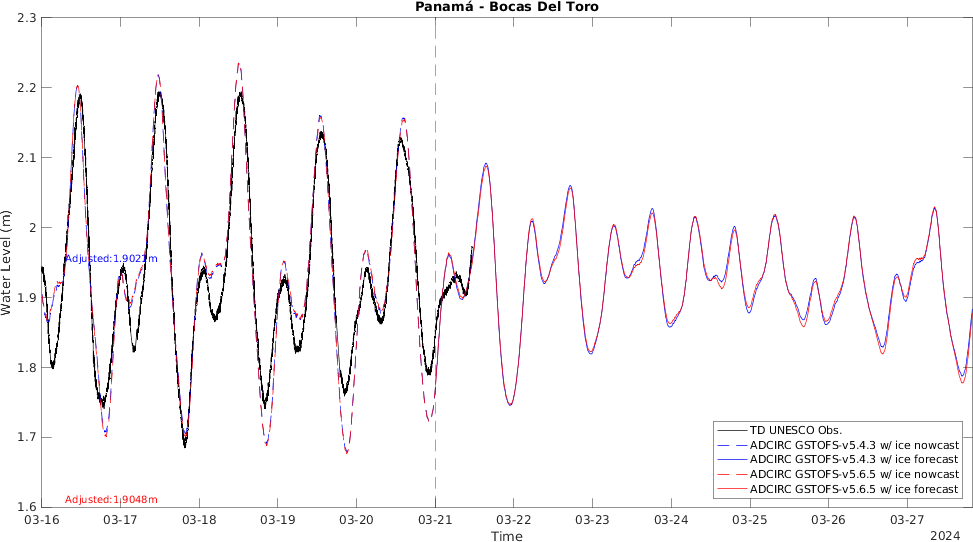 Panamá - Bocas Del Toro
2.3
2.2
2.1
2
1.9
1.8
1.7
1.6
Water Level (m)
Adjusted:1.9021m
Adjusted:1.9048m
TD UNESCO Obs.
ADCIRC GSTOFS-v5.4.3 w/ ice nowcast
ADCIRC GSTOFS-v5.4.3 w/ ice forecast
ADCIRC GSTOFS-v5.6.5 w/ ice nowcast
ADCIRC GSTOFS-v5.6.5 w/ ice forecast
03-16 03-17 03-18 03-19 03-20 03-21 03-22 03-23 03-24 03-25 03-26 03-27
Time
2024